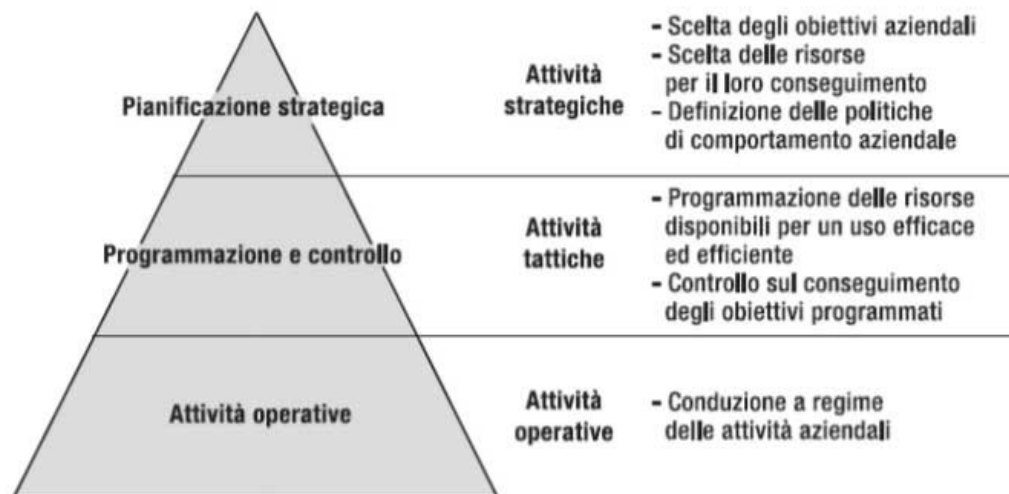 Pianificazione strategica
Attività
strategiche
- Scelta degli obiettivi aziendali
- Scelta delle risorse
per il loro conseguimento
- Definizione delle politiche
di comportamento aziendale
Programmazione e controllo
Attività
tattiche
- Programmazione delle risorse
disponibili per un uso efficace
ed efficiente
- Controllo sul conseguimento
degli obiettivi programmati
Attività operative
Attività
operative
- Conduzione a regime
delle attività aziendali